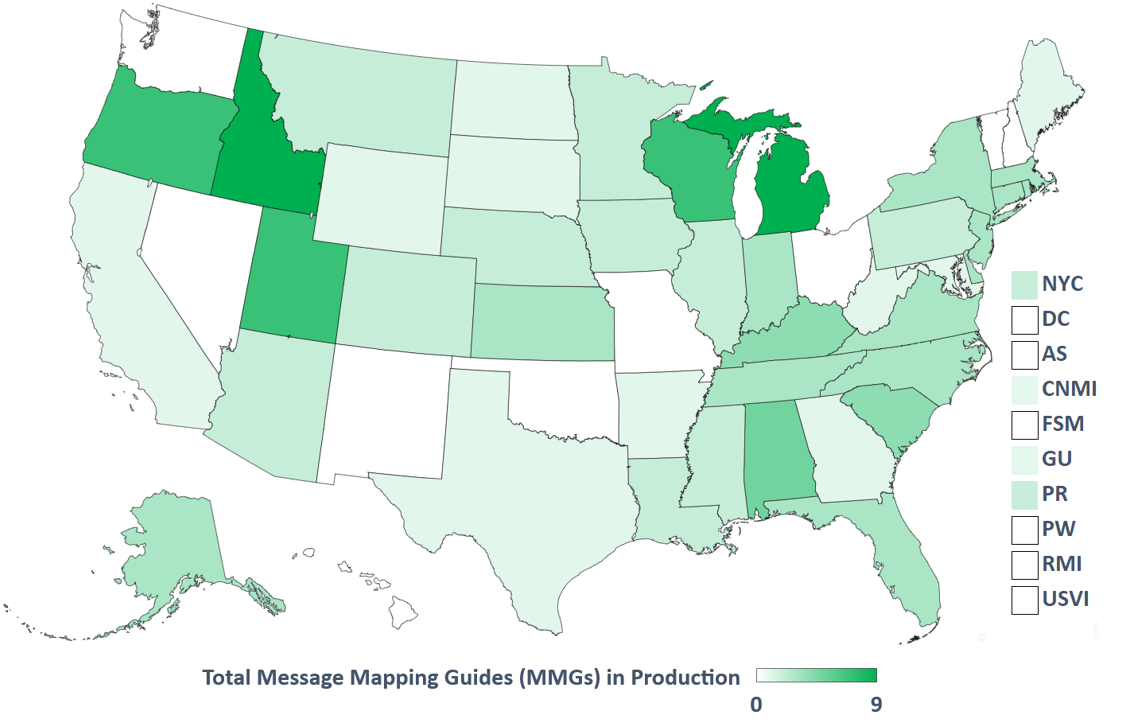 NYC
DC
AS
CNMI
FSM
GU
PR
PW
RMI
USVI
Total Message Mapping Guides (MMGs) in Production
0 9